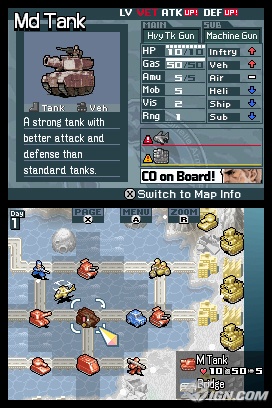 Md Tank
LV VET ATK UP! DEF UP!
MAIN SUB
Hvy Tk Gun Machine Gun
HP 10/10 Infntry
Gas 50/50 Veh
Amu 5/5 Air
Mob 5 Heli
Vis 2 Ship
Rng 1 Sub
Tank Veh
A strong tank with
better attack and
defense than
standard tanks.
CO on Board!
X Switch to Map Info
Day 1
PAGE MENU ZOOM
X A R
M Tank
10 50 5
Bridge
IGN.COM